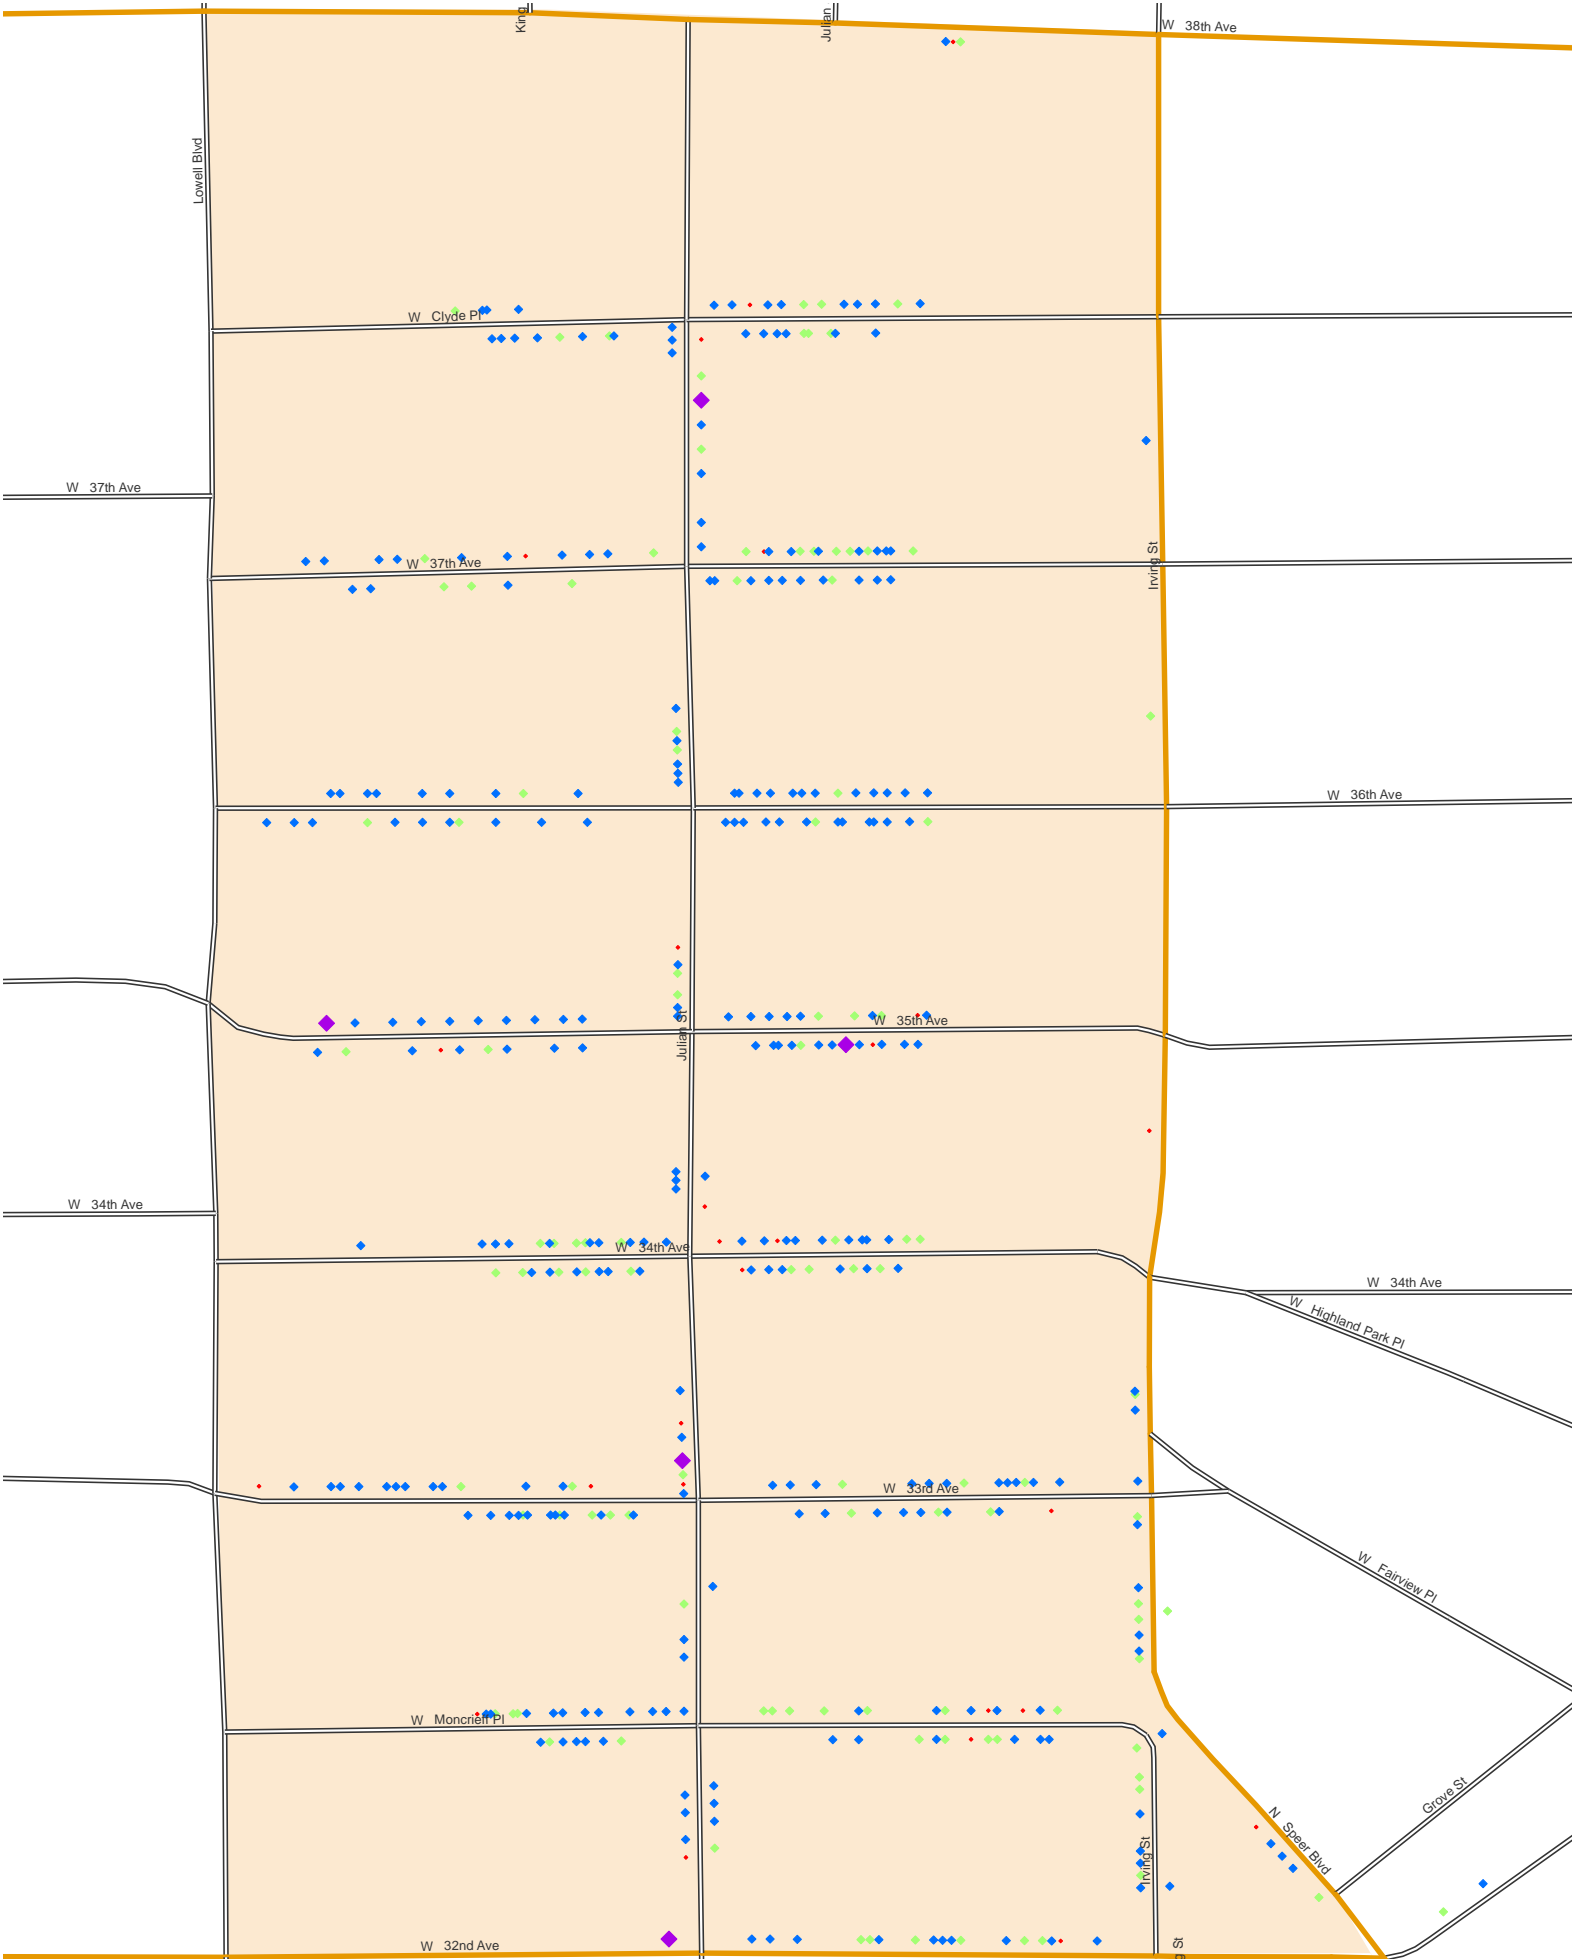 King
Julian
W 38th Ave
Lowell Blvd
W Clyde Pl
W 37th Ave
W 37th Ave
Irving St
W 36th Ave
W 35th Ave
Julian St
W 34th Ave
W 34th Ave
W 34th Ave
W Highland Park Pl
W 33rd Ave
W Fairview Pl
W Moncrieff Pl
Grove St
N Speer Blvd
Irving St
W 32nd Ave
g St